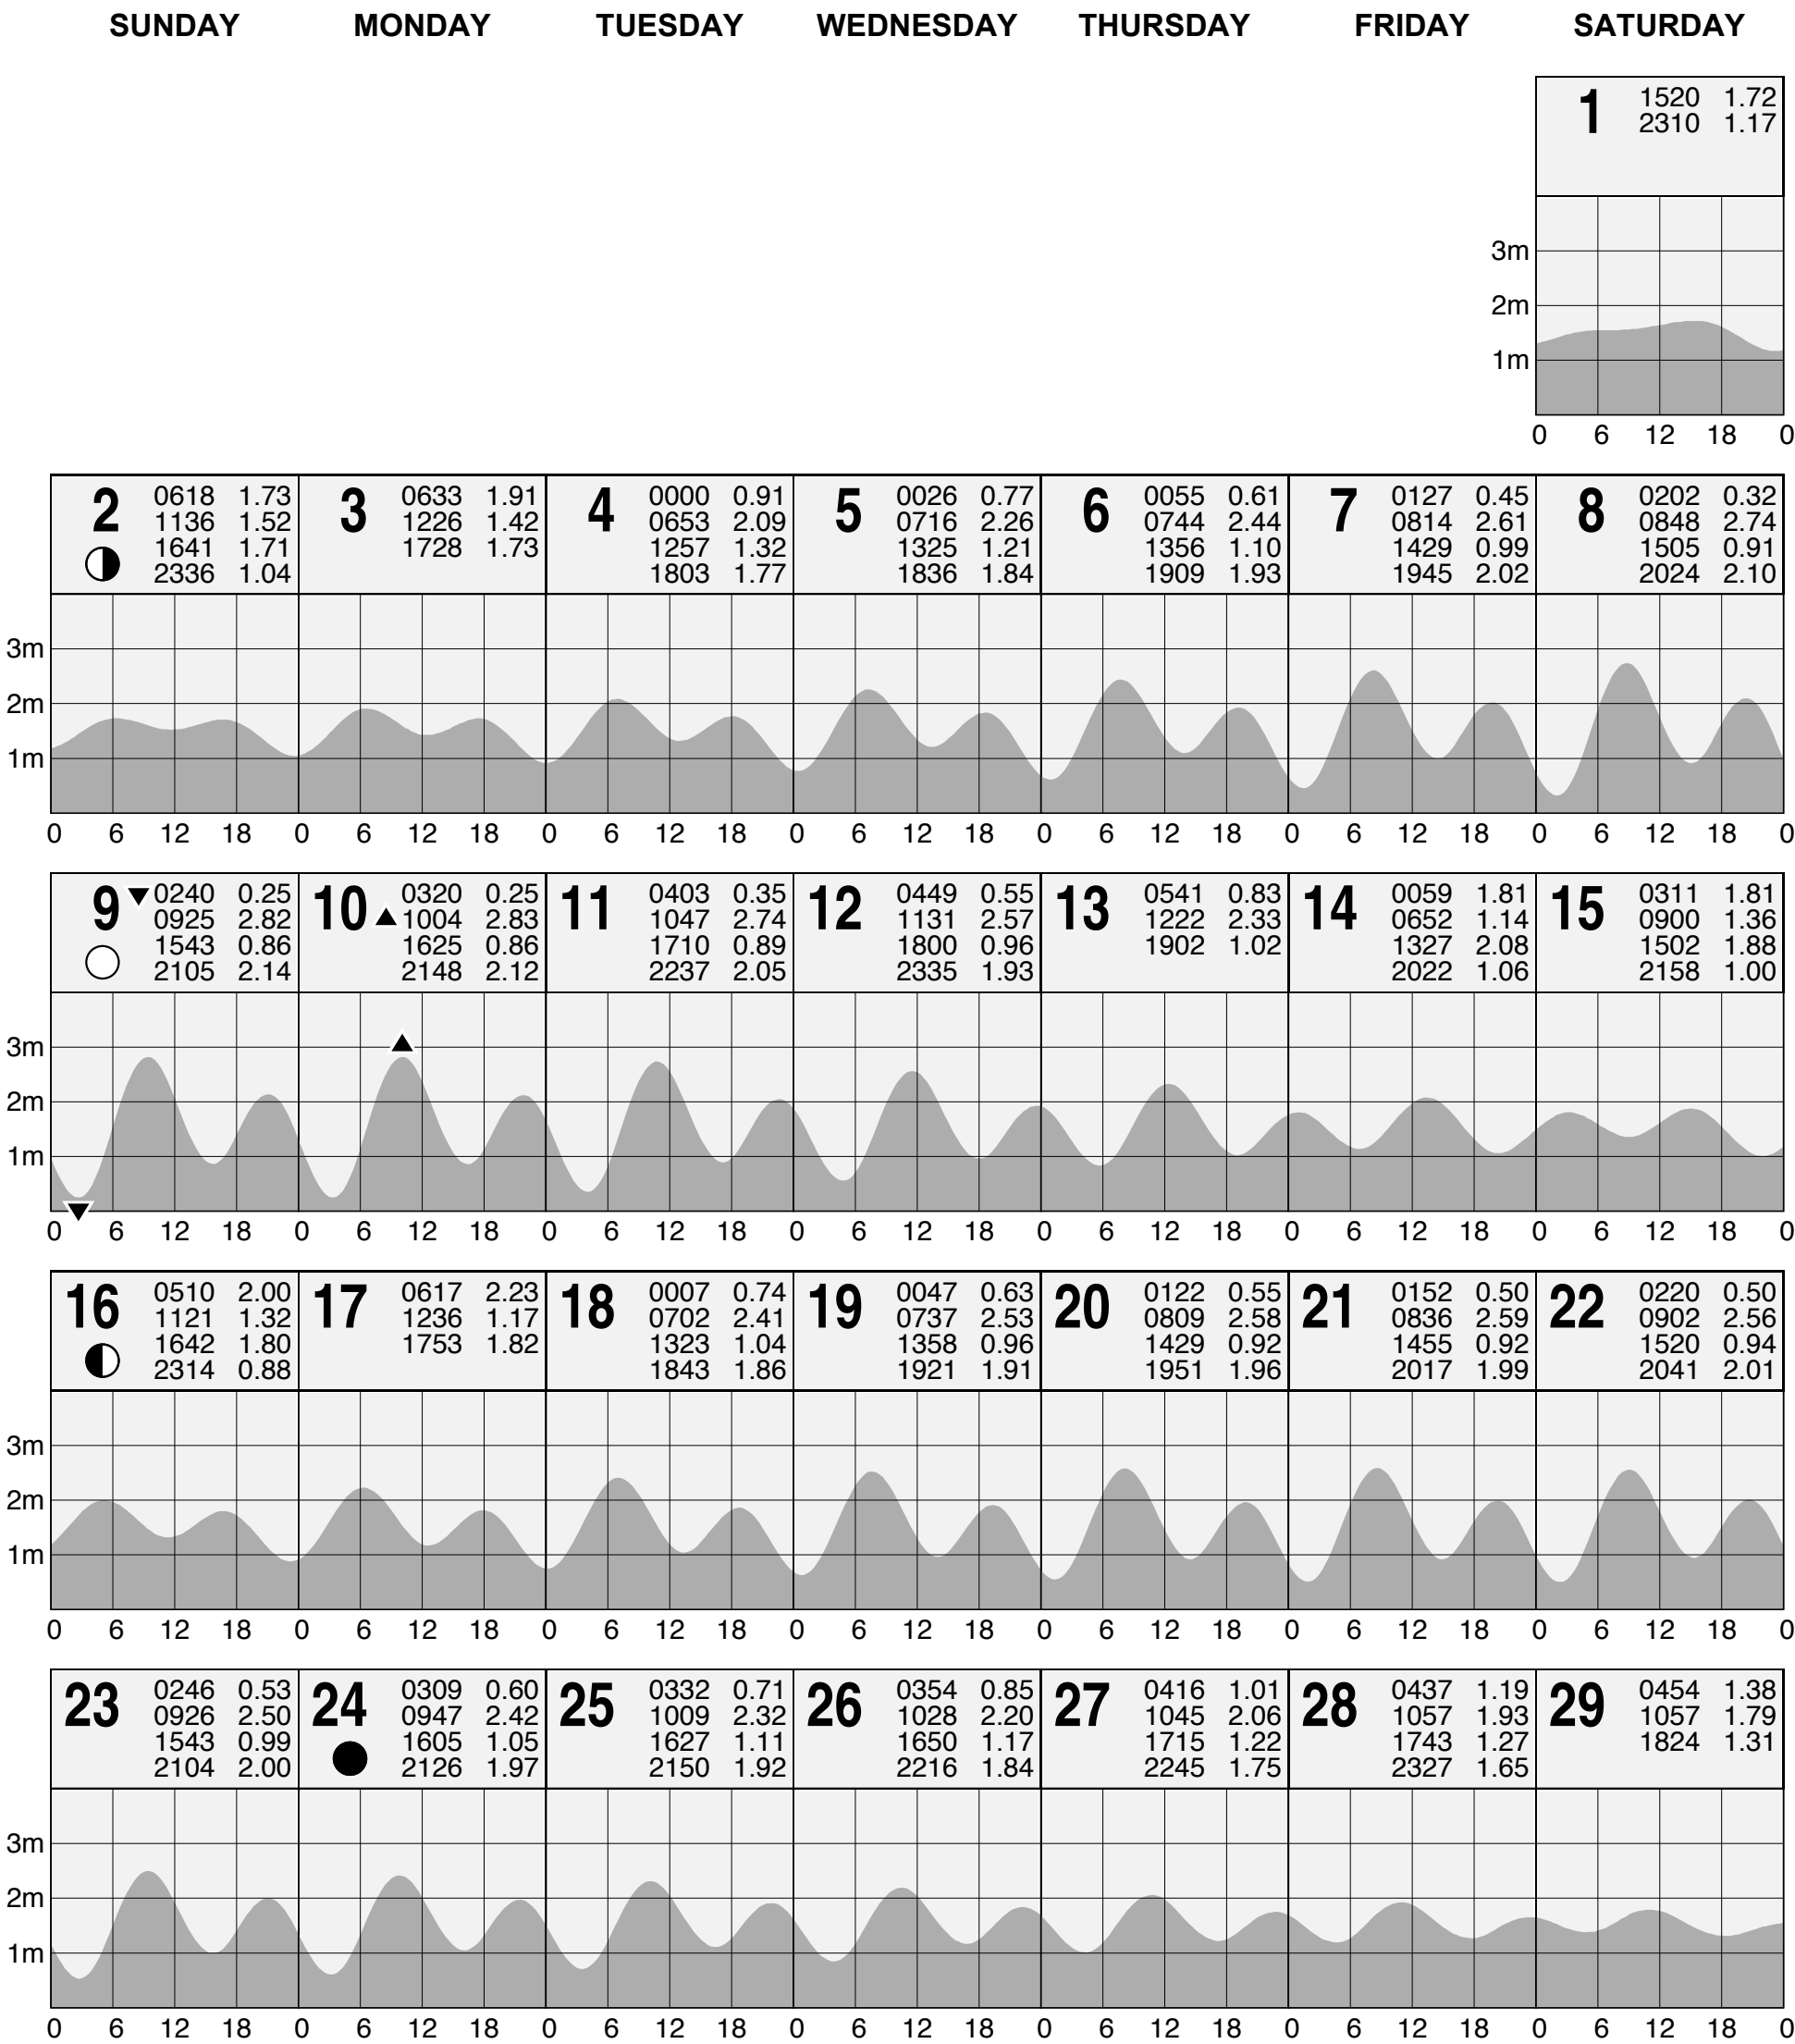 SUNDAY MONDAY TUESDAY WEDNESDAY THURSDAY FRIDAY SATURDAY
1 1520 1.72
2310 1.17
3m
2m
1m
0 6 12 18 0
2 0618 1.73 3 0633 1.91 4 0000 0.91 5 0026 0.77 6 0055 0.61 7 0127 0.45 8 0202 0.32
1136 1.52 1226 1.42 0653 2.09 0716 2.26 0744 2.44 0814 2.61 0848 2.74
1641 1.71 1728 1.73 1257 1.32 1325 1.21 1356 1.10 1429 0.99 1505 0.91
2336 1.04 1803 1.77 1836 1.84 1909 1.93 1945 2.02 2024 2.10
3m
2m
1m
0 6 12 18 0 6 12 18 0 6 12 18 0 6 12 18 0 6 12 18 0 6 12 18 0 6 12 18 0
9 0240 0.25 10 0320 0.25 11 0403 0.35 12 0449 0.55 13 0541 0.83 14 0059 1.81 15 0311 1.81
0925 2.82 1004 2.83 1047 2.74 1131 2.57 1222 2.33 0652 1.14 0900 1.36
1543 0.86 1625 0.86 1710 0.89 1800 0.96 1902 1.02 1327 2.08 1502 1.88
2105 2.14 2148 2.12 2237 2.05 2335 1.93 2022 1.06 2158 1.00
3m
2m
1m
0 6 12 18 0 6 12 18 0 6 12 18 0 6 12 18 0 6 12 18 0 6 12 18 0 6 12 18 0
16 0510 2.00 17 0617 2.23 18 0007 0.74 19 0047 0.63 20 0122 0.55 21 0152 0.50 22 0220 0.50
1121 1.32 1236 1.17 0702 2.41 0737 2.53 0809 2.58 0836 2.59 0902 2.56
1642 1.80 1753 1.82 1323 1.04 1358 0.96 1429 0.92 1455 0.92 1520 0.94
2314 0.88 1843 1.86 1921 1.91 1951 1.96 2017 1.99 2041 2.01
3m
2m
1m
0 6 12 18 0 6 12 18 0 6 12 18 0 6 12 18 0 6 12 18 0 6 12 18 0 6 12 18 0
23 0246 0.53 24 0309 0.60 25 0332 0.71 26 0354 0.85 27 0416 1.01 28 0437 1.19 29 0454 1.38
0926 2.50 0947 2.42 1009 2.32 1028 2.20 1045 2.06 1057 1.93 1057 1.79
1543 0.99 1605 1.05 1627 1.11 1650 1.17 1715 1.22 1743 1.27 1824 1.31
2104 2.00 2126 1.97 2150 1.92 2216 1.84 2245 1.75 2327 1.65
3m
2m
1m
0 6 12 18 0 6 12 18 0 6 12 18 0 6 12 18 0 6 12 18 0 6 12 18 0 6 12 18 0